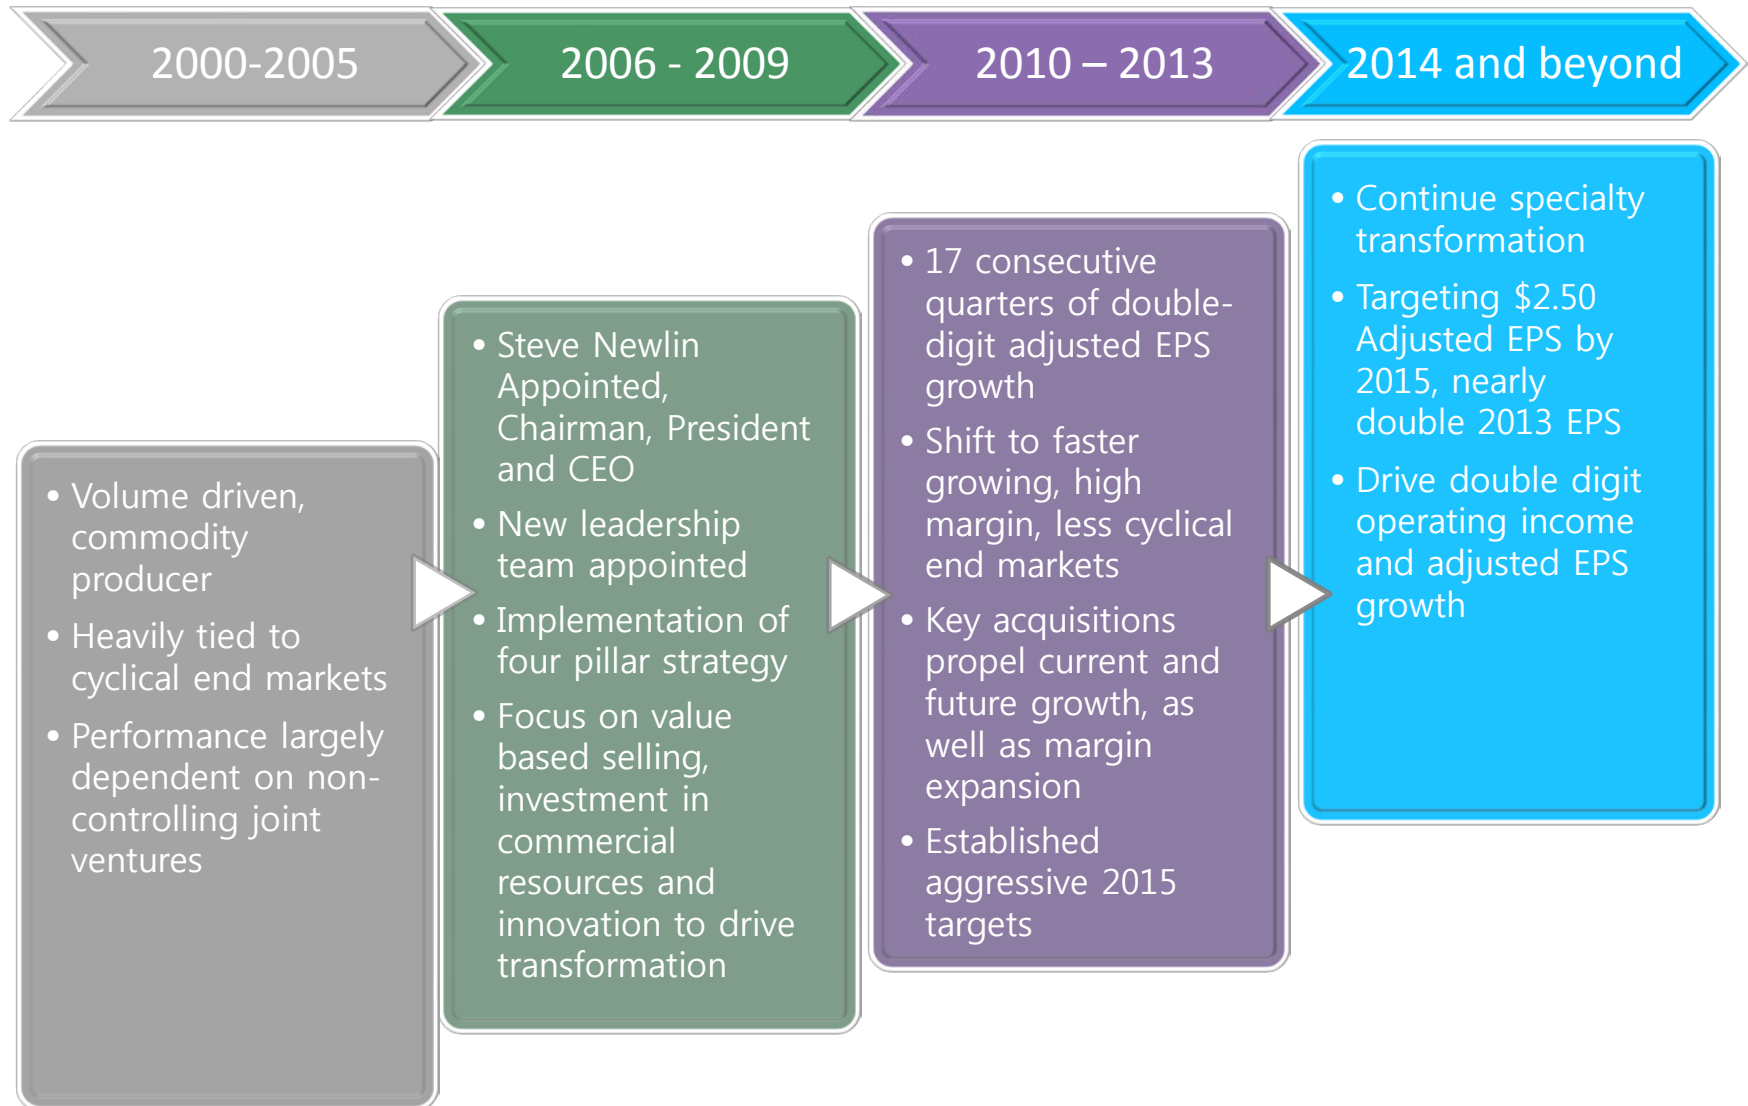 2000-2005
2006 - 2009
2010 – 2013
2014 and beyond
• Volume driven,
commodity
producer
• Heavily tied to
cyclical end markets
• Performance largely
dependent on non-
controlling joint
ventures
• Steve Newlin
Appointed,
Chairman, President
and CEO
• New leadership
team appointed
• Implementation of
four pillar strategy
• Focus on value
based selling,
investment in
commercial
resources and
innovation to drive
transformation
• 17 consecutive
quarters of double-
digit adjusted EPS
growth
• Shift to faster
growing, high
margin, less cyclical
end markets
• Key acquisitions
propel current and
future growth, as
well as margin
expansion
• Established
aggressive 2015
targets
• Continue specialty
transformation
• Targeting $2.50
Adjusted EPS by
2015, nearly
double 2013 EPS
• Drive double digit
operating income
and adjusted EPS
growth